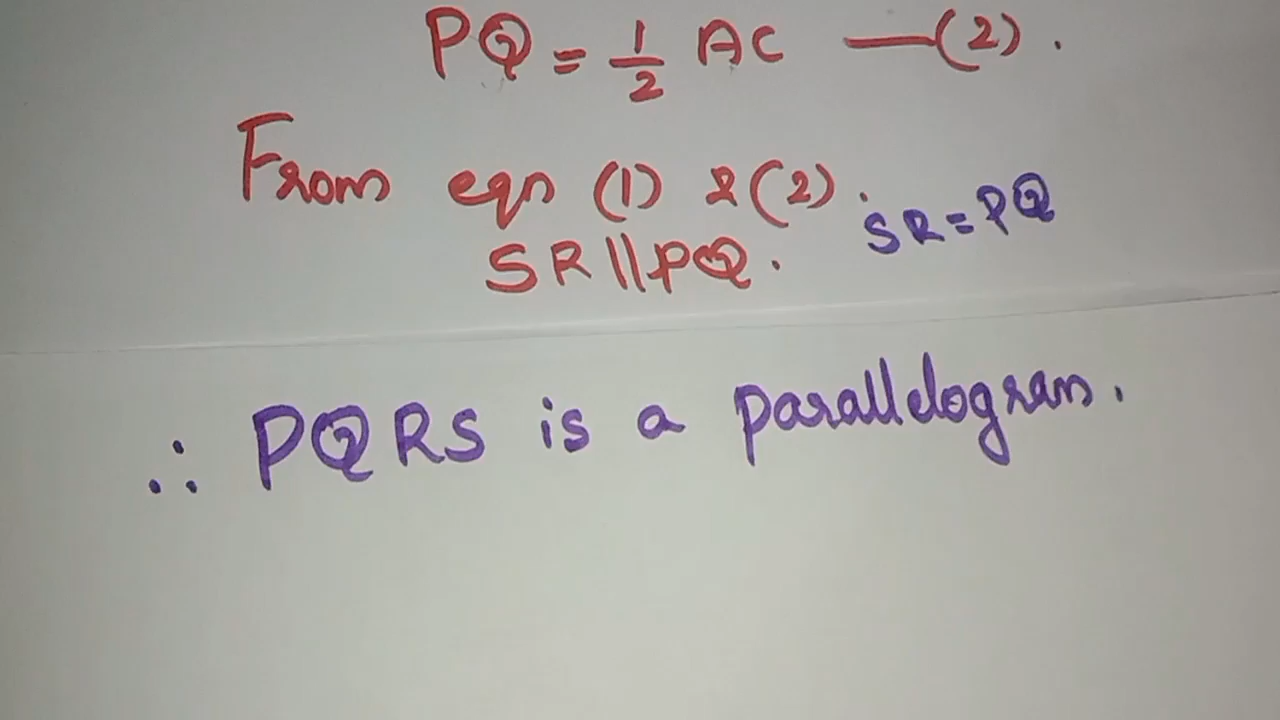 PQ = 1/2 AC —(2).
From eqn (1) & (2).
SR || PQ. SR = PQ
∴ PQRS is a parallelogram.